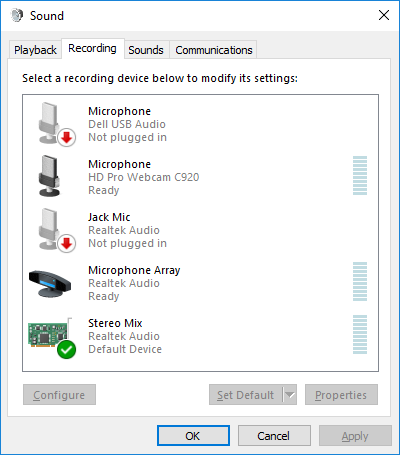 Sound
Playback Recording Sounds Communications
Select a recording device below to modify its settings:
Microphone
Dell USB Audio
Not plugged in
Microphone
HD Pro Webcam C920
Ready
Jack Mic
Realtek Audio
Not plugged in
Microphone Array
Realtek Audio
Ready
Stereo Mix
Realtek Audio
Default Device
Configure Set Default Properties
OK Cancel Apply